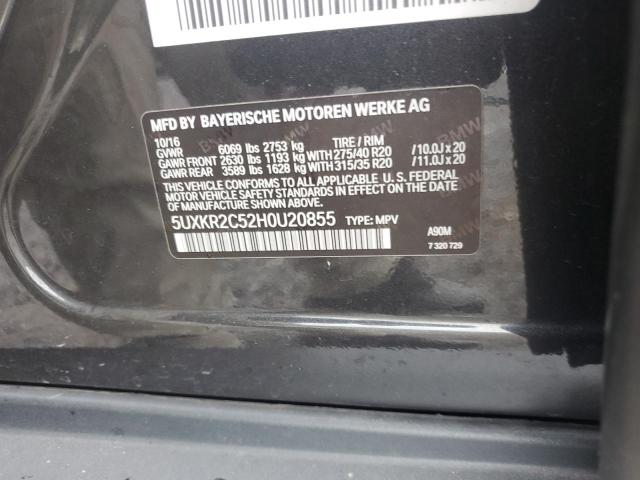 MFD BY BAYERISCHE MOTOREN WERKE AG
10/16
GVWR 6069 lbs 2753 kg TIRE / RIM
GAWR FRONT 2630 lbs 1193 kg WITH 275/40 R20 /10.0J x 20
GAWR REAR 3589 lbs 1628 kg WITH 315/35 R20 /11.0J x 20
THIS VEHICLE CONFORMS TO ALL APPLICABLE U. S. FEDERAL
MOTOR VEHICLE SAFETY STANDARDS IN EFFECT ON
THE DATE OF MANUFACTURE SHOWN ABOVE.
5UXKR2C52H0U20855 TYPE: MPV
A90M
7 320 729